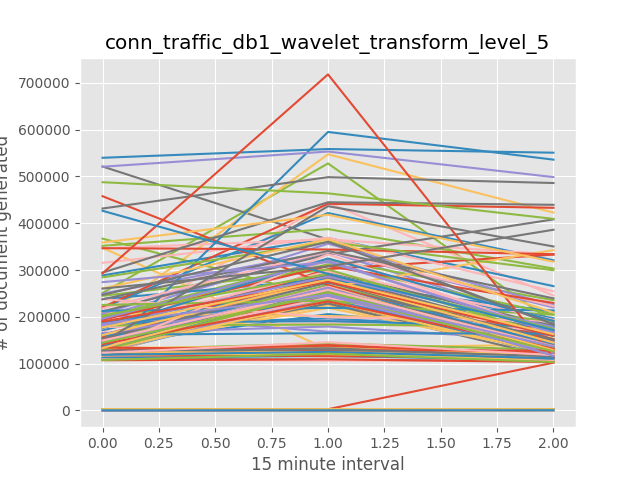 conn_traffic_db1_wavelet_transform_level_5
# of document generated
700000
600000
500000
400000
300000
200000
100000
0
0.00 0.25 0.50 0.75 1.00 1.25 1.50 1.75 2.00
15 minute interval